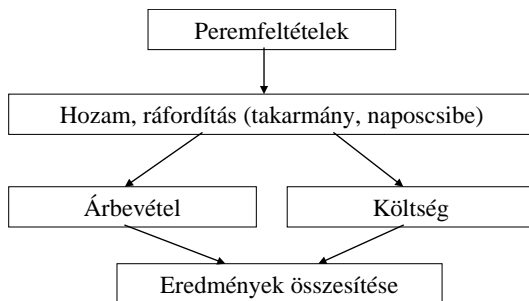 Peremfeltételek
Hozam, ráfordítás (takarmány, naposcsibe)
Árbevétel
Költség
Eredmények összesítése